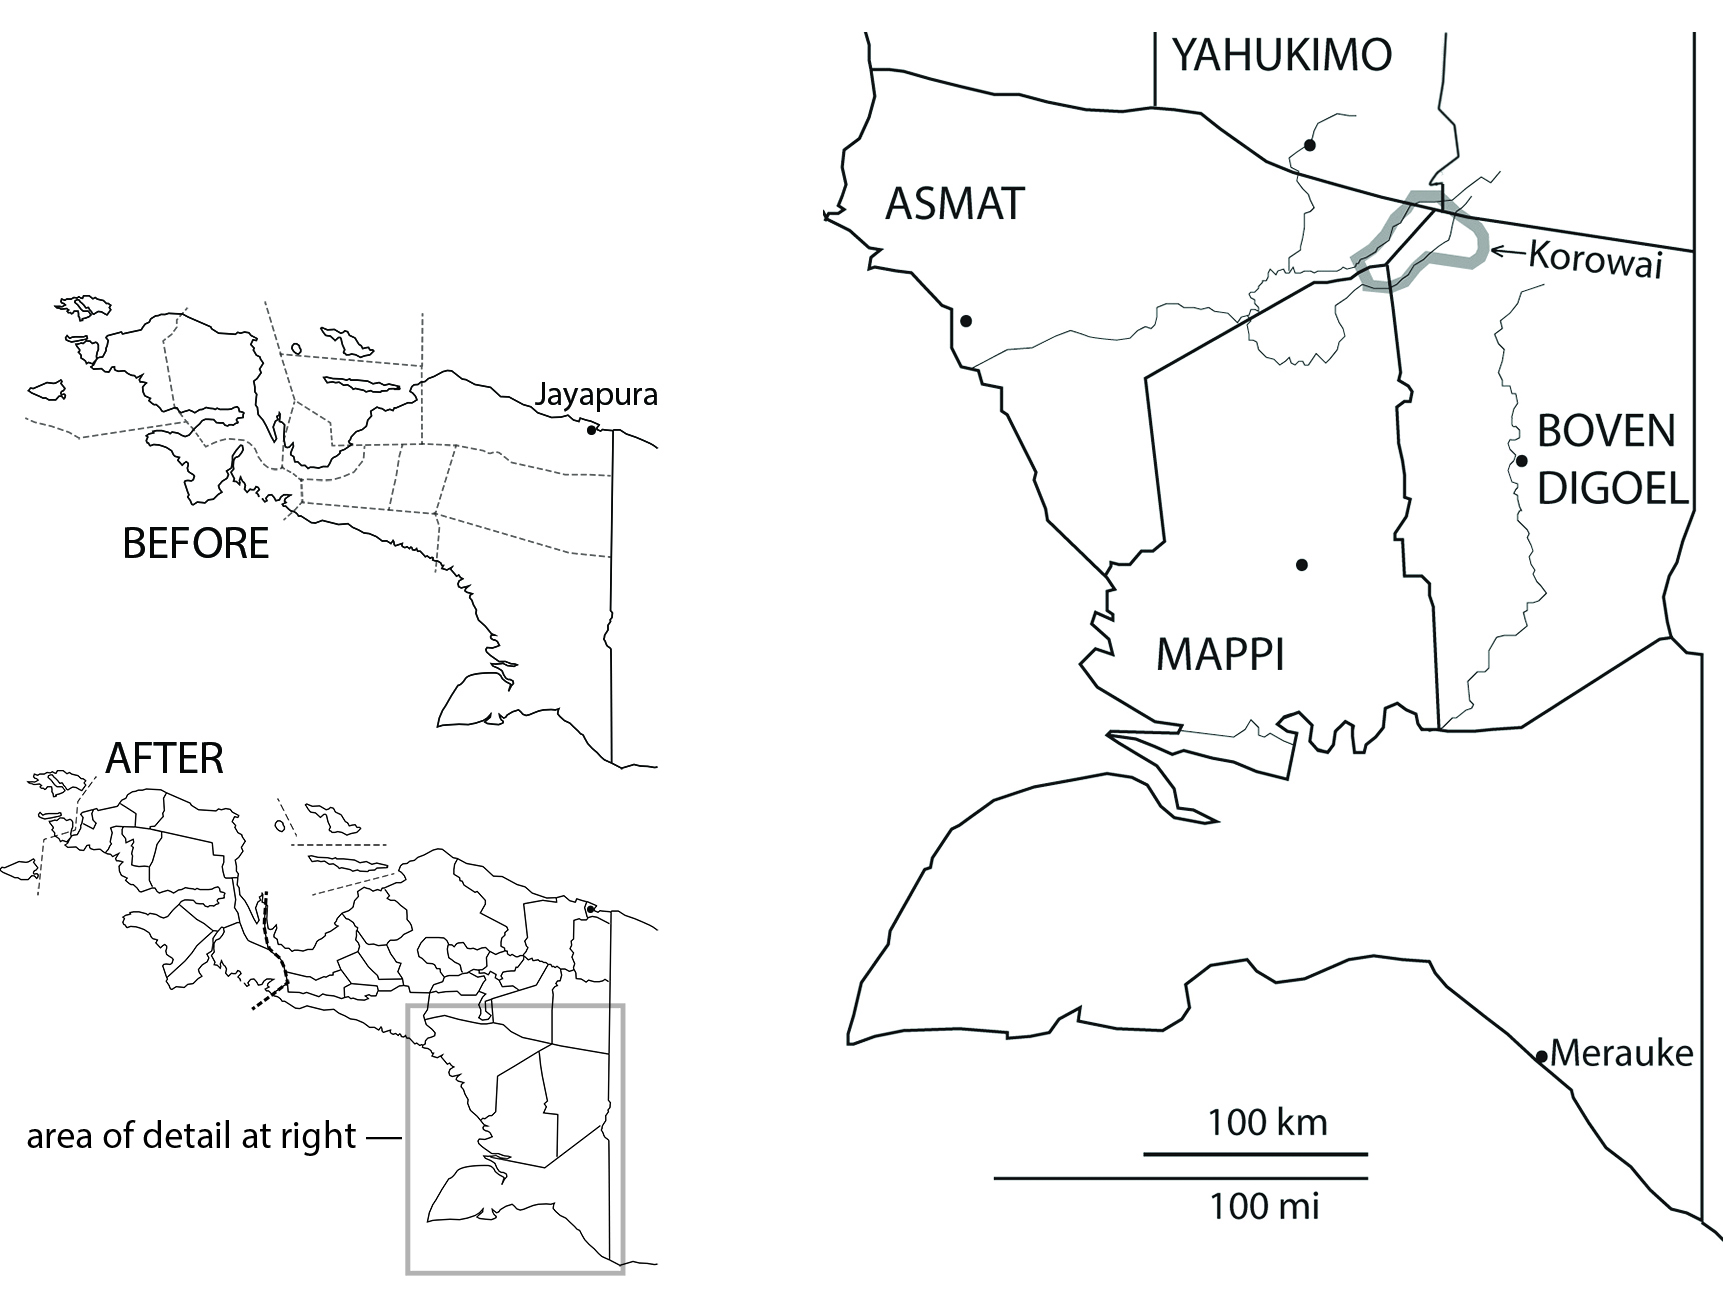 Jayapura
BEFORE
AFTER
area of detail at right
YAHUKIMO
ASMAT
Korowai
BOVEN
DIGOEL
MAPPI
Merauke
100 km
100 mi